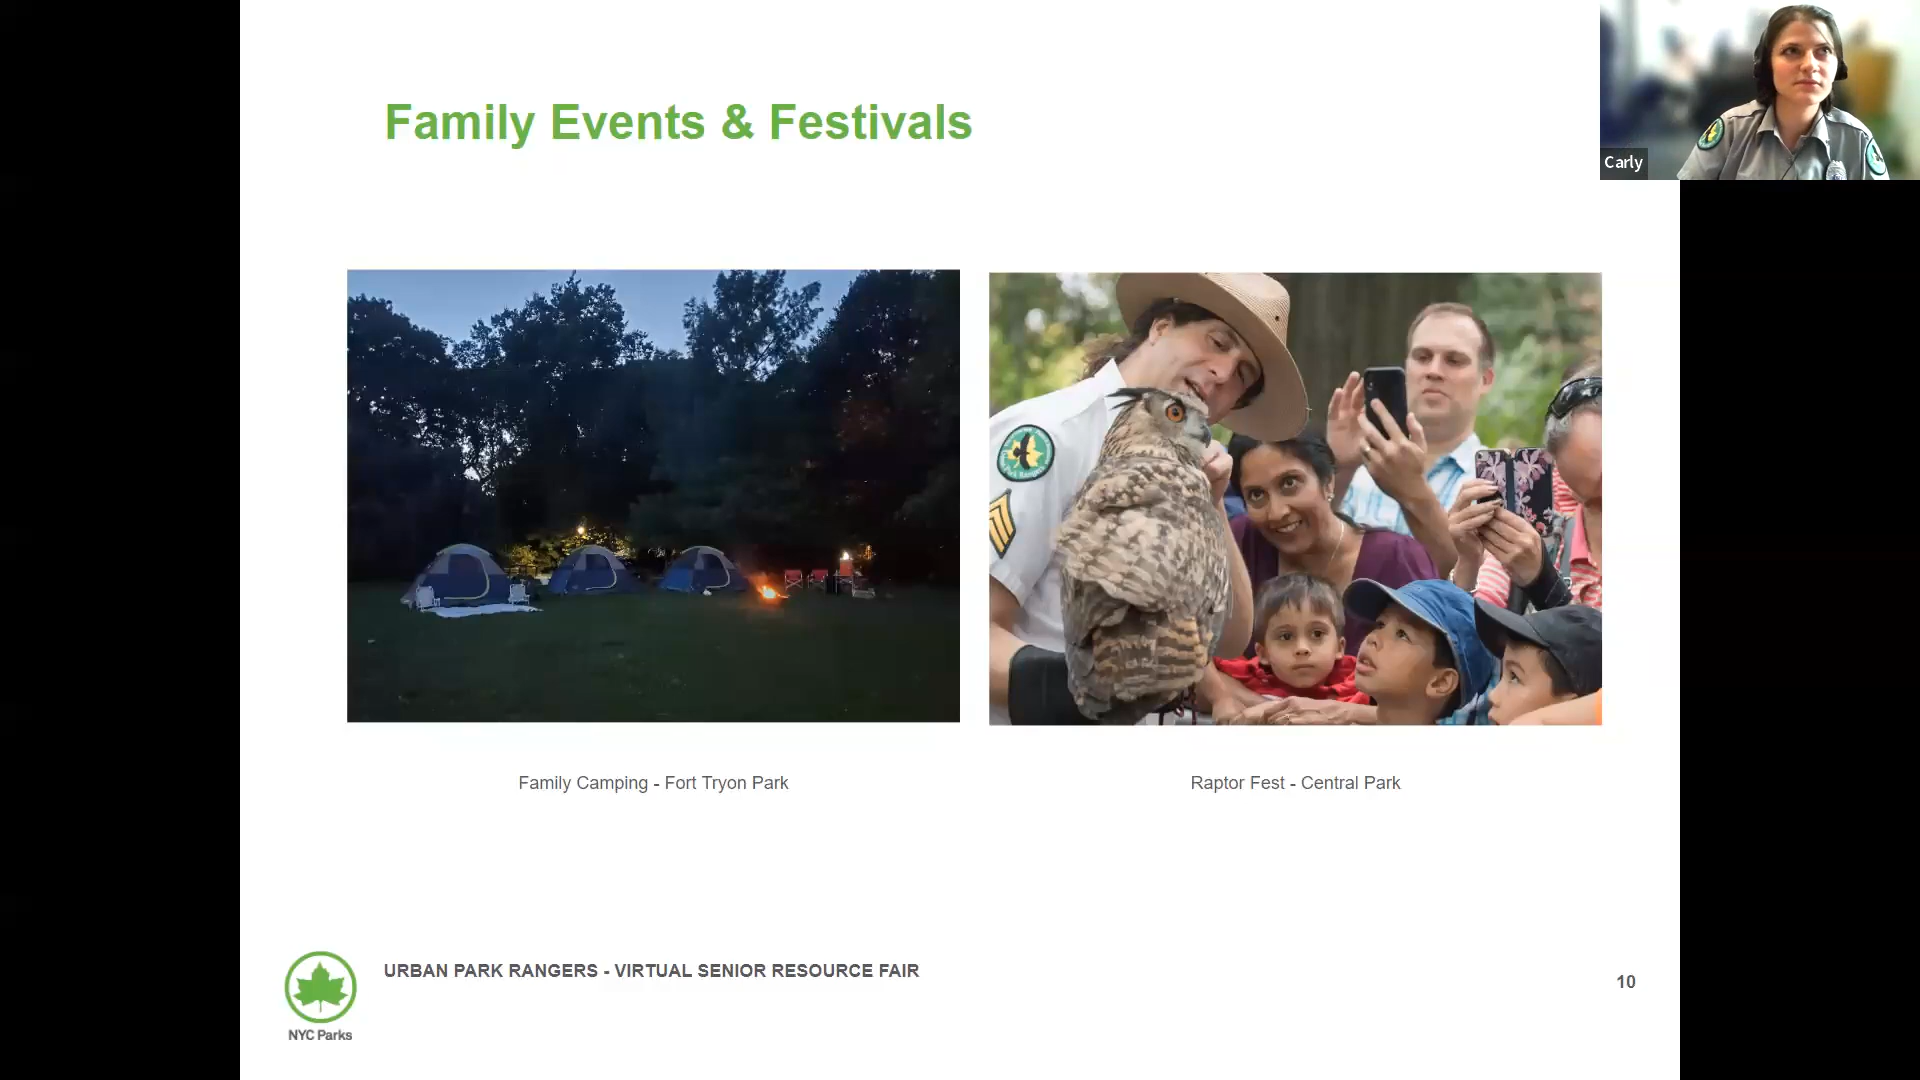 Family Events & Festivals
Carly
Family Camping - Fort Tryon Park
Raptor Fest - Central Park
URBAN PARK RANGERS - VIRTUAL SENIOR RESOURCE FAIR
10
NYC Parks